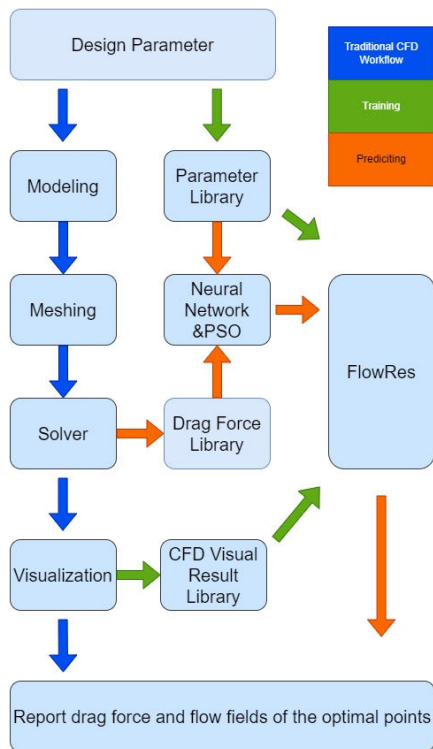 Design Parameter
Traditional CFD
Workflow
Training
Prediciting
Modeling
Parameter
Library
Meshing
Neural
Network
&PSO
FlowRes
Solver
Drag Force
Library
Visualization
CFD Visual
Result
Library
Report drag force and flow fields of the optimal points